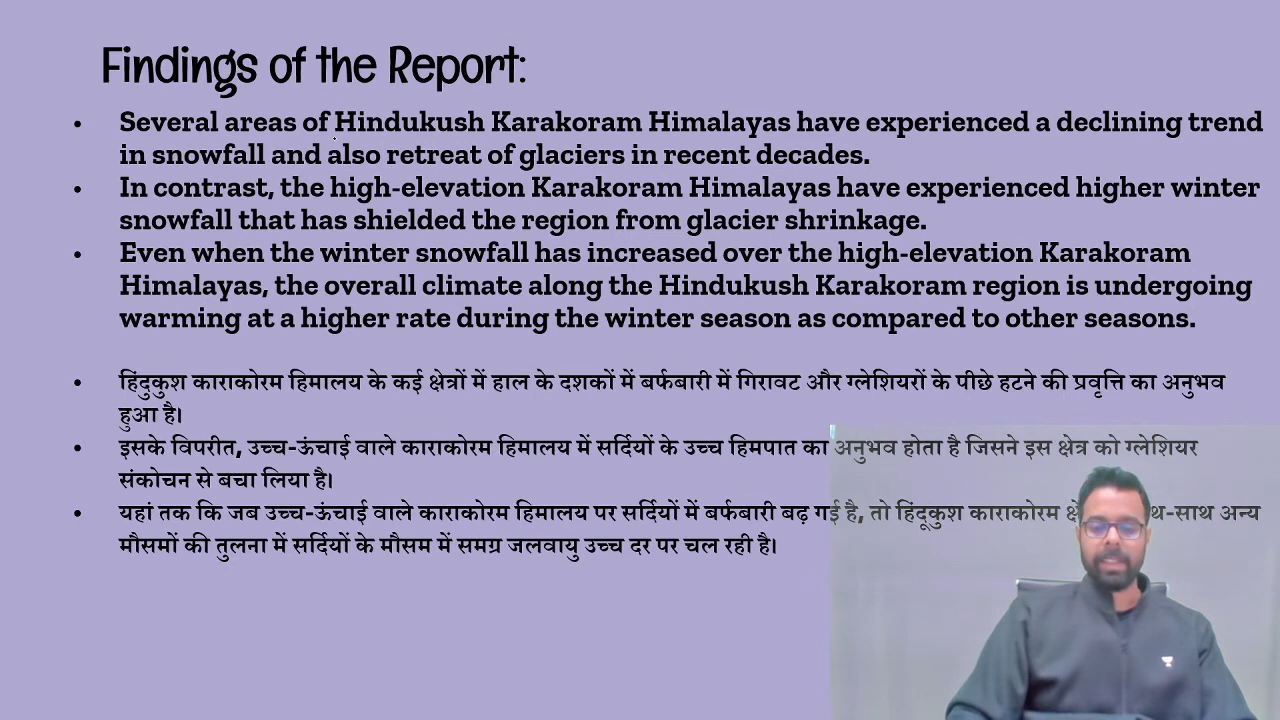 Findings of the Report:
• Several areas of Hindukush Karakoram Himalayas have experienced a declining trend
in snowfall and also retreat of glaciers in recent decades.
• In contrast, the high-elevation Karakoram Himalayas have experienced higher winter
snowfall that has shielded the region from glacier shrinkage.
• Even when the winter snowfall has increased over the high-elevation Karakoram
Himalayas, the overall climate along the Hindukush Karakoram region is undergoing
warming at a higher rate during the winter season as compared to other seasons.
• हिंदुकुश काराकोरम हिमालय के कई क्षेत्रों में हाल के दशकों में बर्फबारी में गिरावट और ग्लेशियरों के पीछे हटने की प्रवृत्ति का अनुभव
हुआ है।
• इसके विपरीत, उच्च-ऊंचाई वाले काराकोरम हिमालय में सर्दियों के उच्च हिमपात का अनुभव होता है जिसने इस क्षेत्र को ग्लेशियर
संकोचन से बचा लिया है।
• यहां तक कि जब उच्च-ऊंचाई वाले काराकोरम हिमालय पर सर्दियों में बर्फबारी बढ़ गई है, तो हिंदूकुश काराकोरम अन्य
मौसमों की तुलना में सर्दियों के मौसम में समग्र जलवायु उच्च दर पर चल रही है।